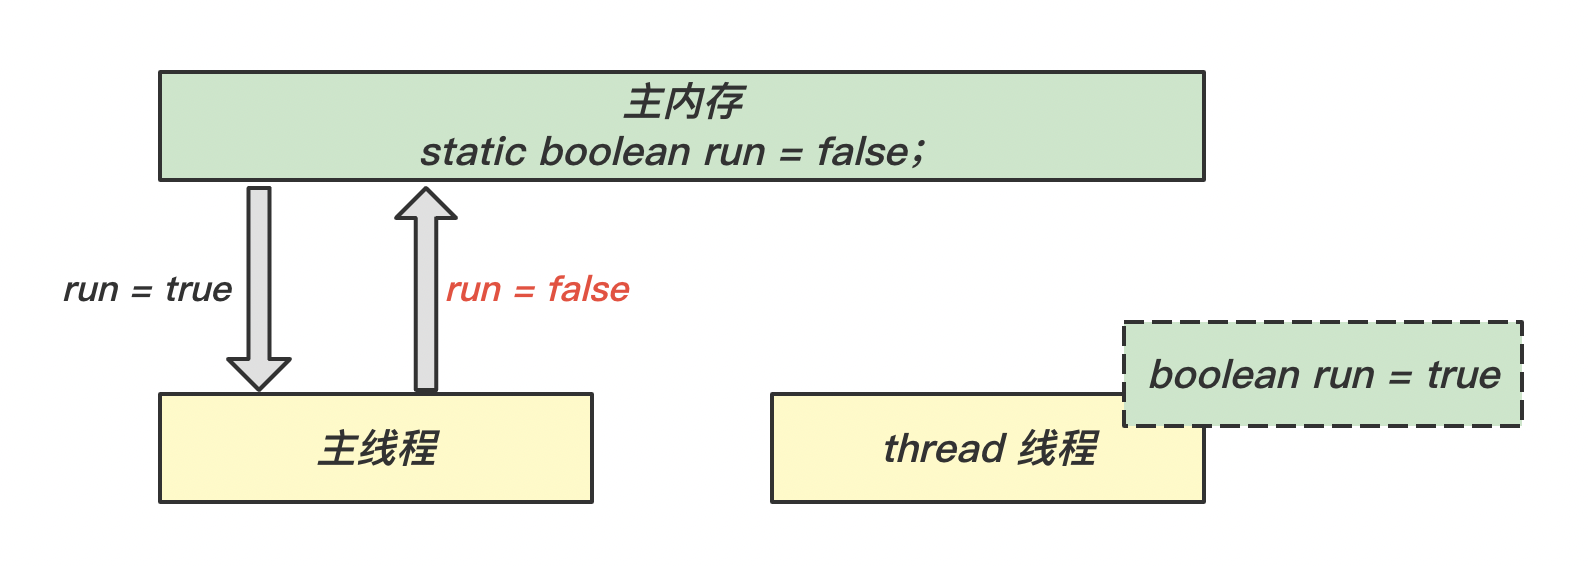 主内存
static boolean run = false；
run = true
run = false
boolean run = true
主线程
thread 线程